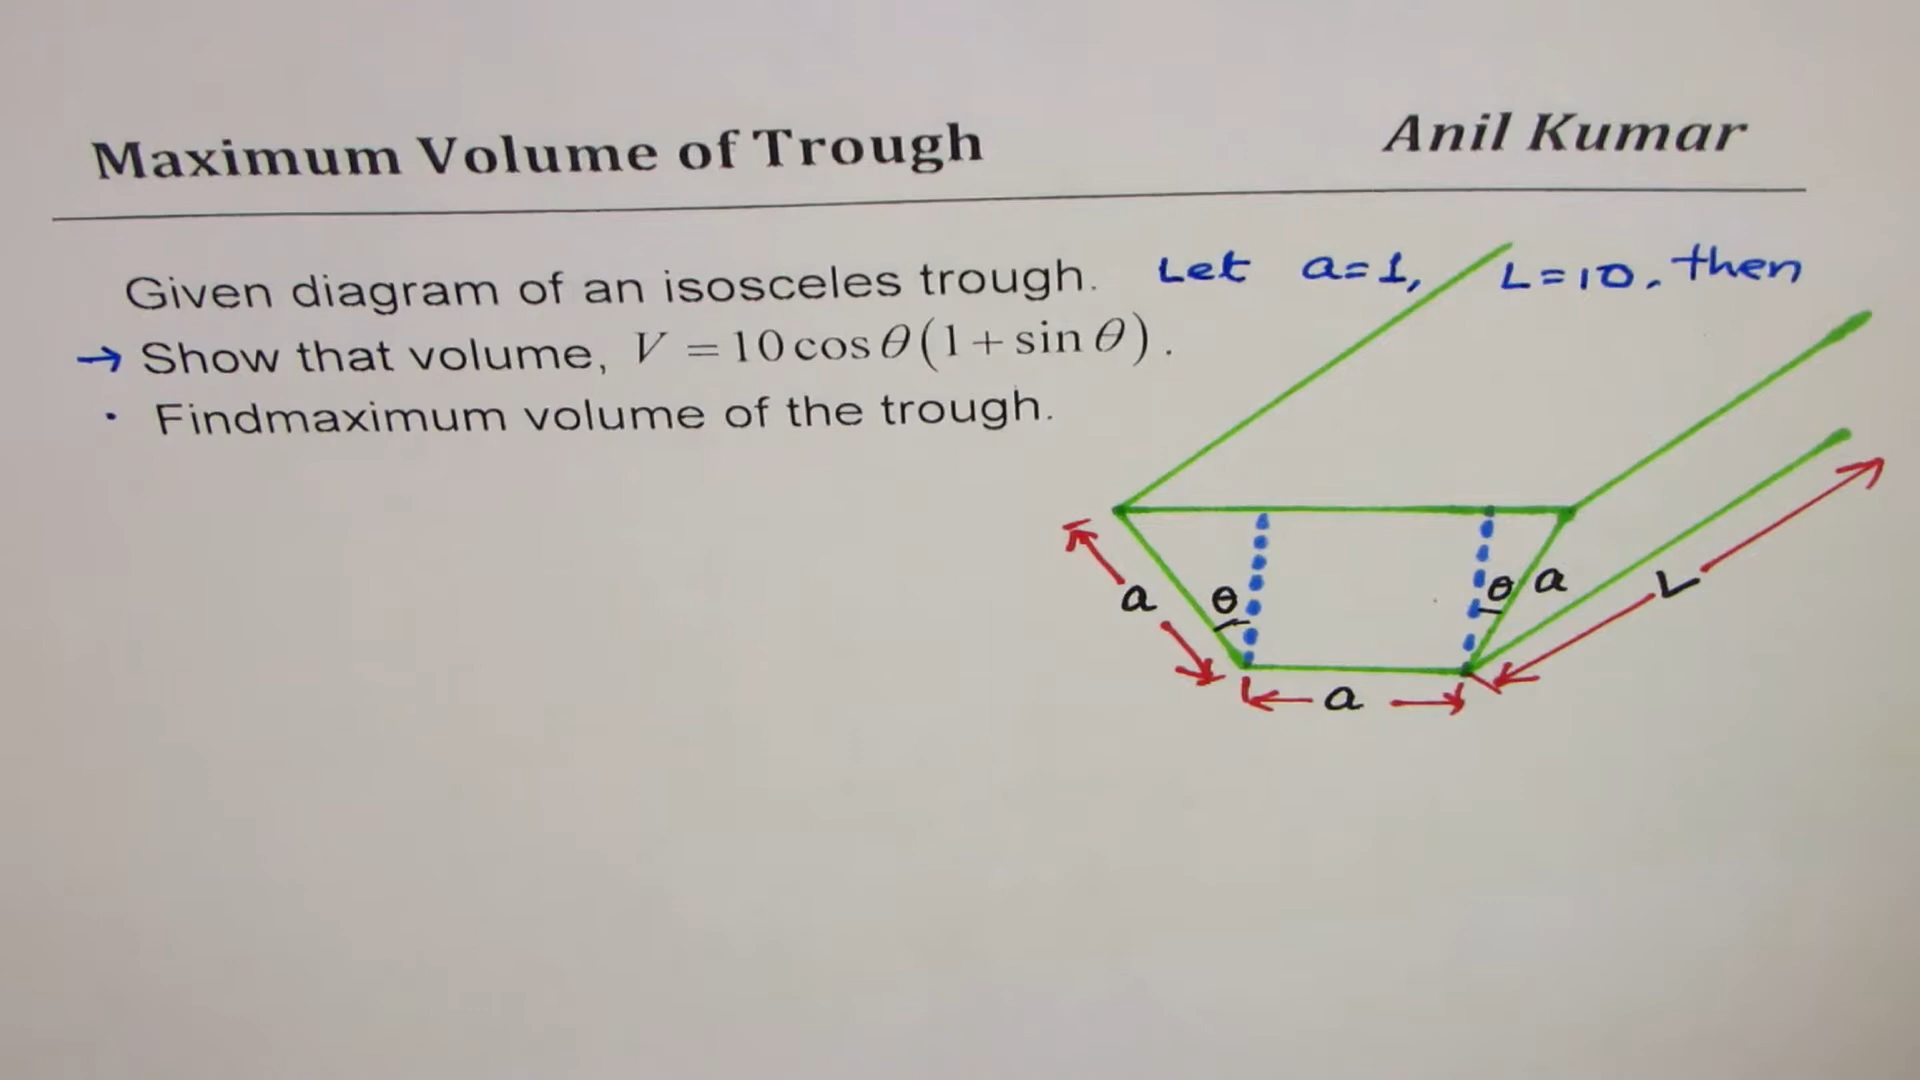 Maximum Volume of Trough Anil Kumar
Given diagram of an isosceles trough. Let a=1, L=10, then
→ Show that volume, V = 10 cos θ (1 + sin θ).
• Findmaximum volume of the trough.
a θ θ a L
a